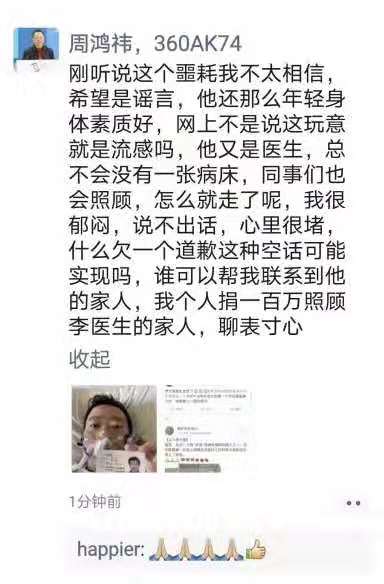 周鸿祎，360AK74
刚听说这个噩耗我不太相信，
希望是谣言，他还那么年轻身
体素质好，网上不是说这玩意
就是流感吗，他又是医生，总
不会没有一张病床，同事们也
会照顾，怎么就走了呢，我很
郁闷，说不出话，心里很堵，
什么欠一个道歉这种空话可能
实现吗，谁可以帮我联系到他
的家人，我个人捐一百万照顾
李医生的家人，聊表寸心
收起
1分钟前
happier: 🙏🙏🙏🙏👍